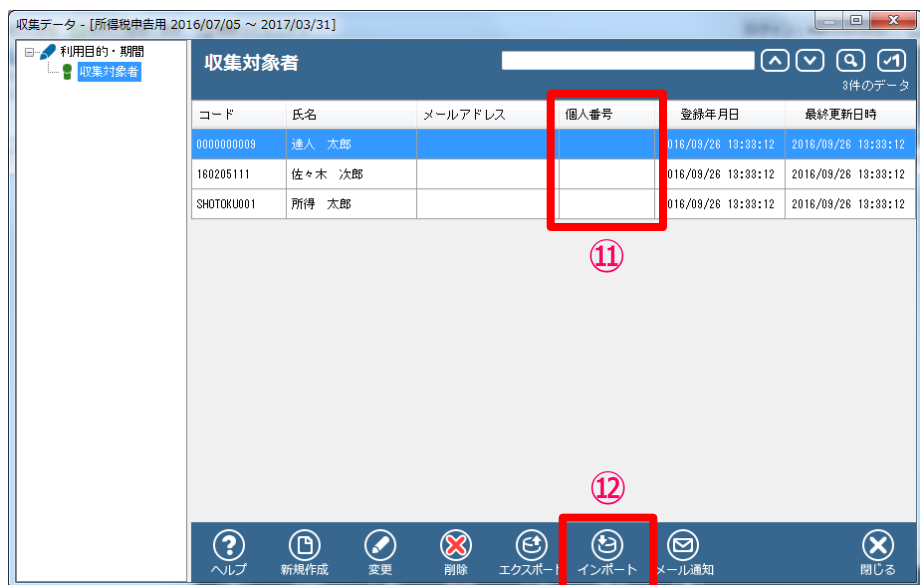 収集データ - [所得税申告用 2016/07/05 ～ 2017/03/31]
利用目的・期間
収集対象者
収集対象者
3件のデータ
コード 氏名 メールアドレス 個人番号 登録年月日 最終更新日時
0000000009 達人 太郎 016/09/26 13:33:12 2016/09/26 13:33:12
160205111 佐々木 次郎 016/09/26 13:33:12 2016/09/26 13:33:12
SHOTOKU001 所得 太郎 016/09/26 13:33:12 2016/09/26 13:33:12
⑪
⑫
ヘルプ 新規作成 変更 削除 エクスポート インポート メール通知 閉じる